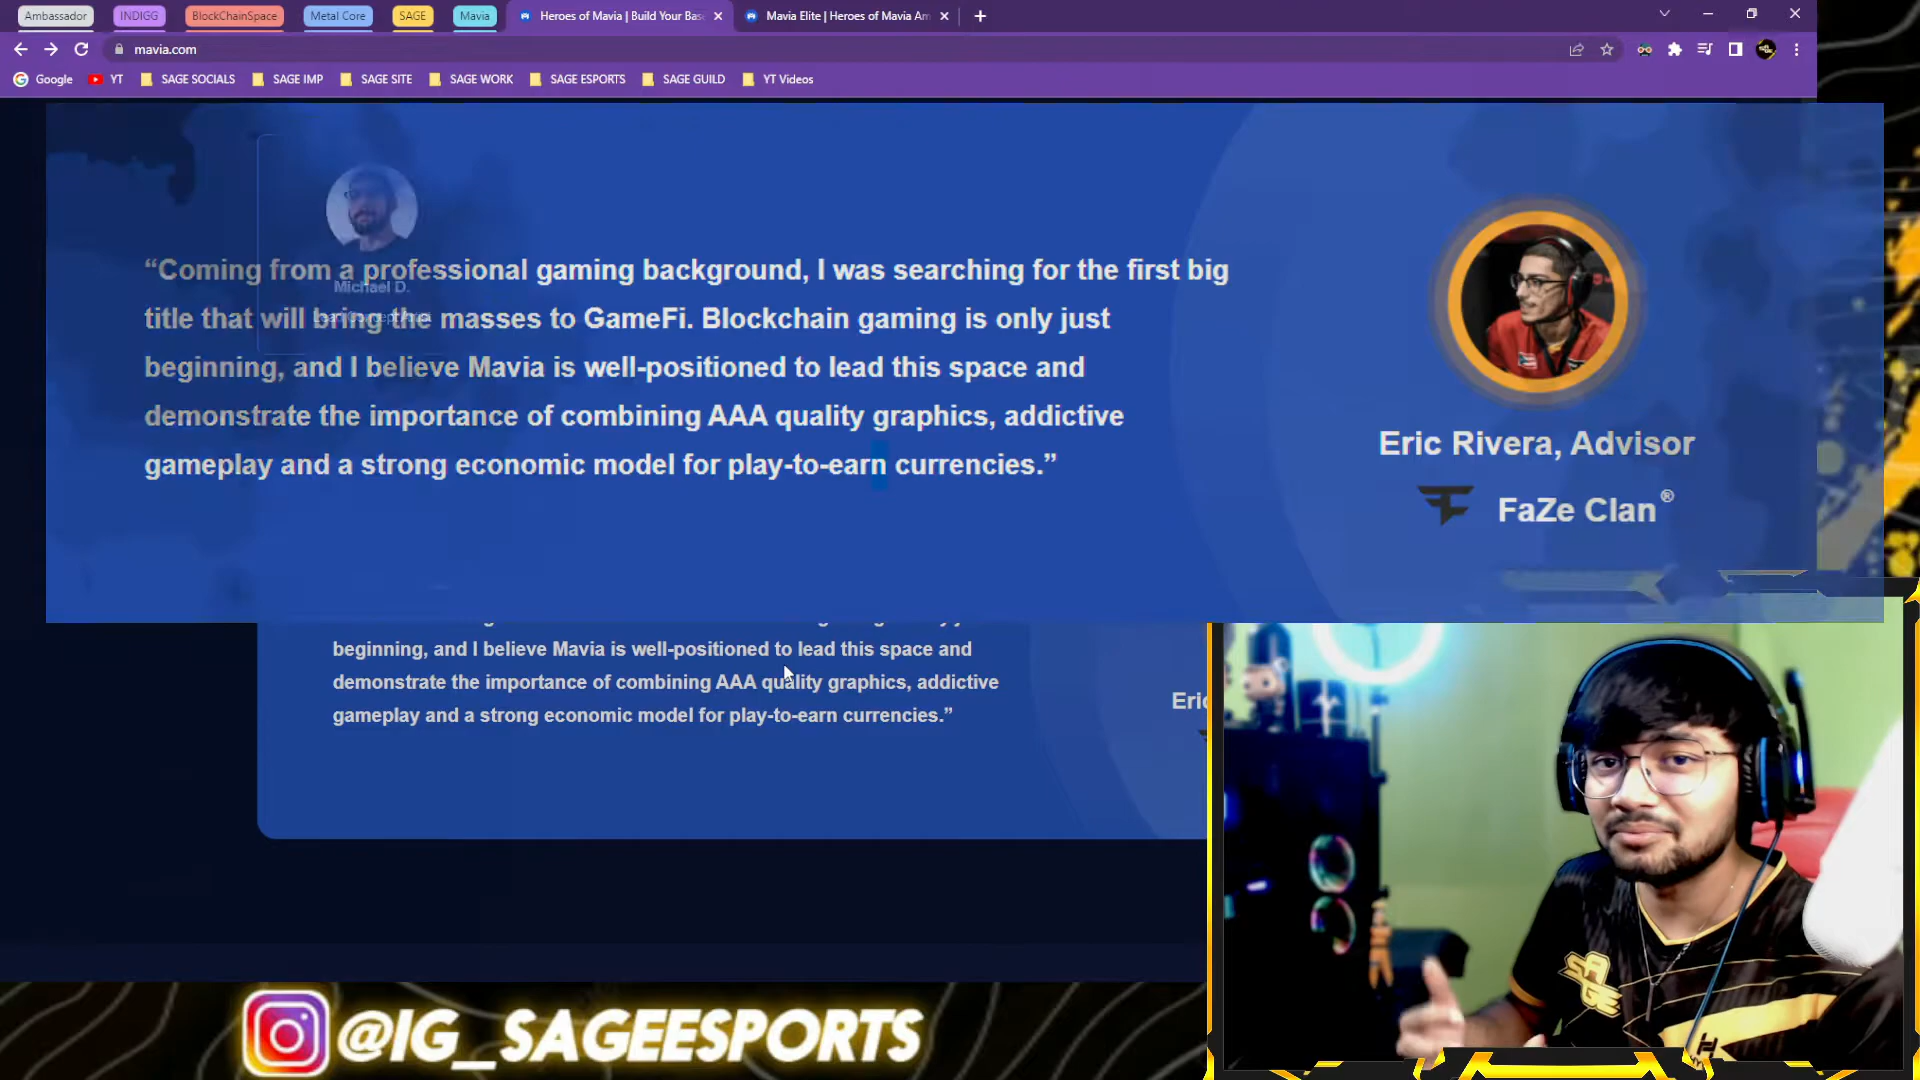 Ambassador
INDIGG
BlockChainSpace
Metal Core
SAGE
Mavia
Heroes of Mavia | Build Your Bas
Mavia Elite | Heroes of Mavia Am
mavia.com
Google
YT
SAGE SOCIALS
SAGE IMP
SAGE SITE
SAGE WORK
SAGE ESPORTS
SAGE GUILD
YT Videos
“Coming from a professional gaming background, I was searching for the first big
title that will bring the masses to GameFi. Blockchain gaming is only just
beginning, and I believe Mavia is well-positioned to lead this space and
demonstrate the importance of combining AAA quality graphics, addictive
gameplay and a strong economic model for play-to-earn currencies.”
Michael D.
Eric Rivera, Advisor
FaZe Clan®
beginning, and I believe Mavia is well-positioned to lead this space and
demonstrate the importance of combining AAA quality graphics, addictive
gameplay and a strong economic model for play-to-earn currencies.”
Eric
@IG_SAGEESPORTS
SAGE